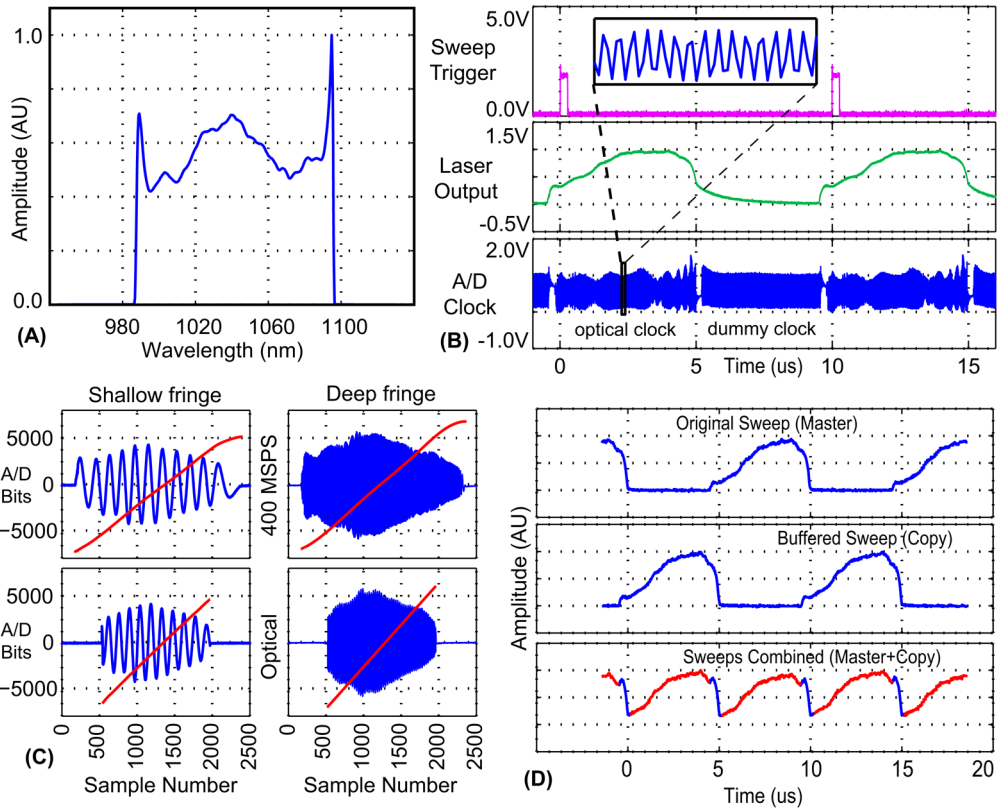 1.0
Amplitude (AU)
0.0
980
1020
1060
1100
(A)
Wavelength (nm)
5.0V
Sweep
Trigger
0.0V
1.5V
Laser
Output
-0.5V
2.0V
A/D
Clock
-1.0V
optical clock
dummy clock
(B)
0
5
10
15
Time (us)
Shallow fringe
Deep fringe
5000
A/D
0
Bits
−5000
400 MSPS
5000
A/D
0
Bits
−5000
Optical
0
500
1000
1500
2000
2500
0
500
1000
1500
2000
2500
(C)
Sample Number
Sample Number
Original Sweep (Master)
Buffered Sweep (Copy)
Amplitude (AU)
Sweeps Combined (Master+Copy)
0
5
10
15
20
(D)
Time (us)